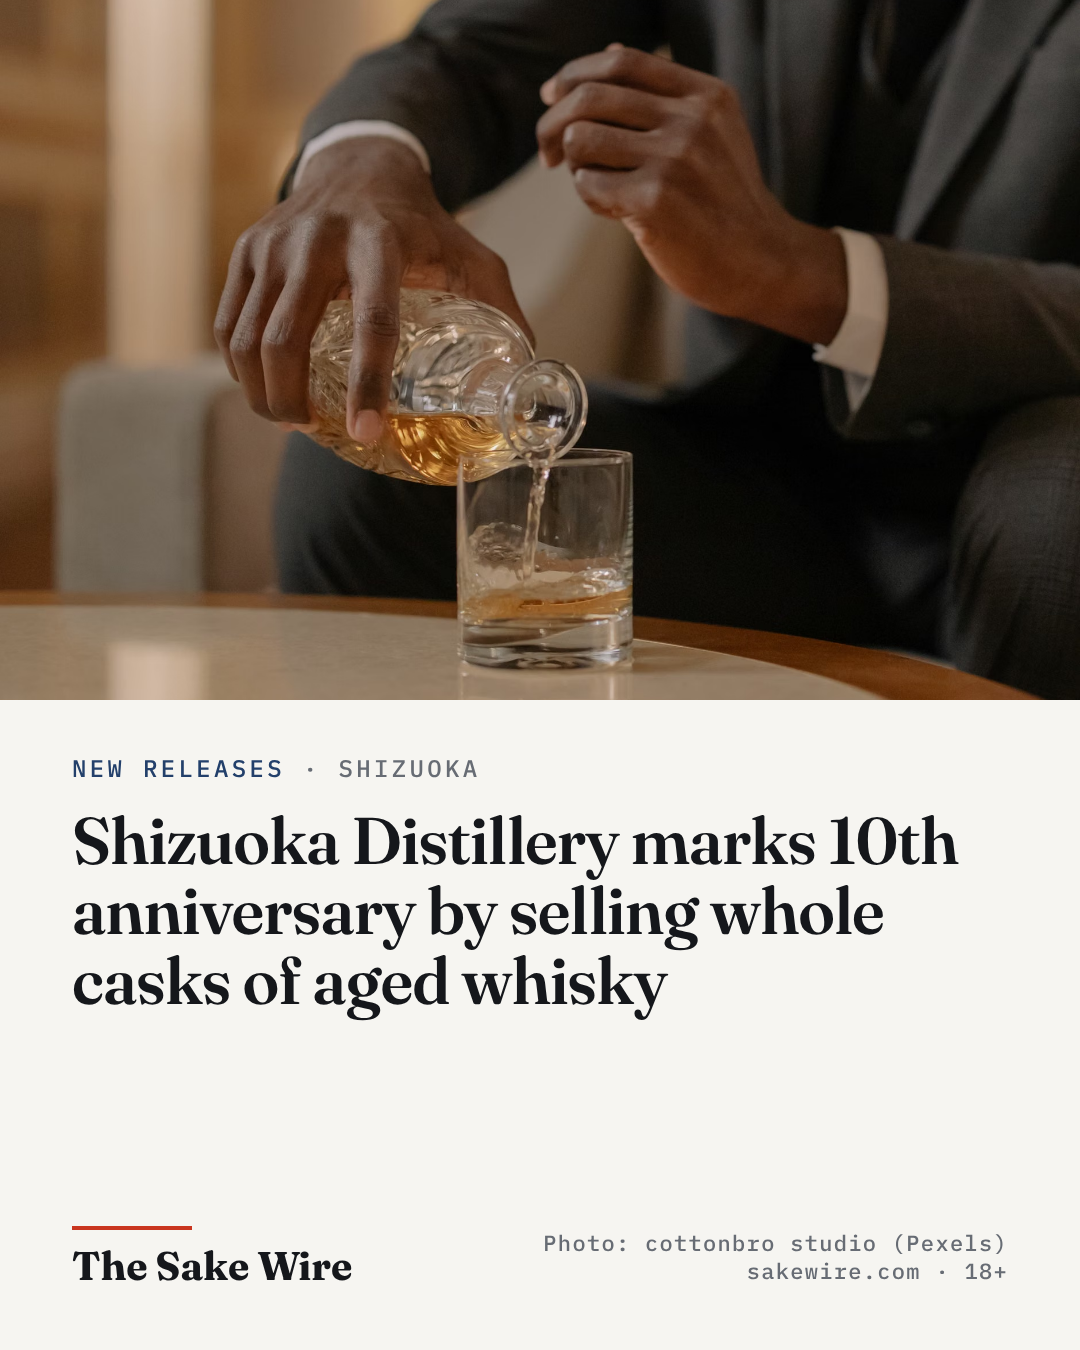 NEW RELEASES · SHIZUOKA
Shizuoka Distillery marks 10th
anniversary by selling whole
casks of aged whisky
The Sake Wire
Photo: cottonbro studio (Pexels)
sakewire.com · 18+